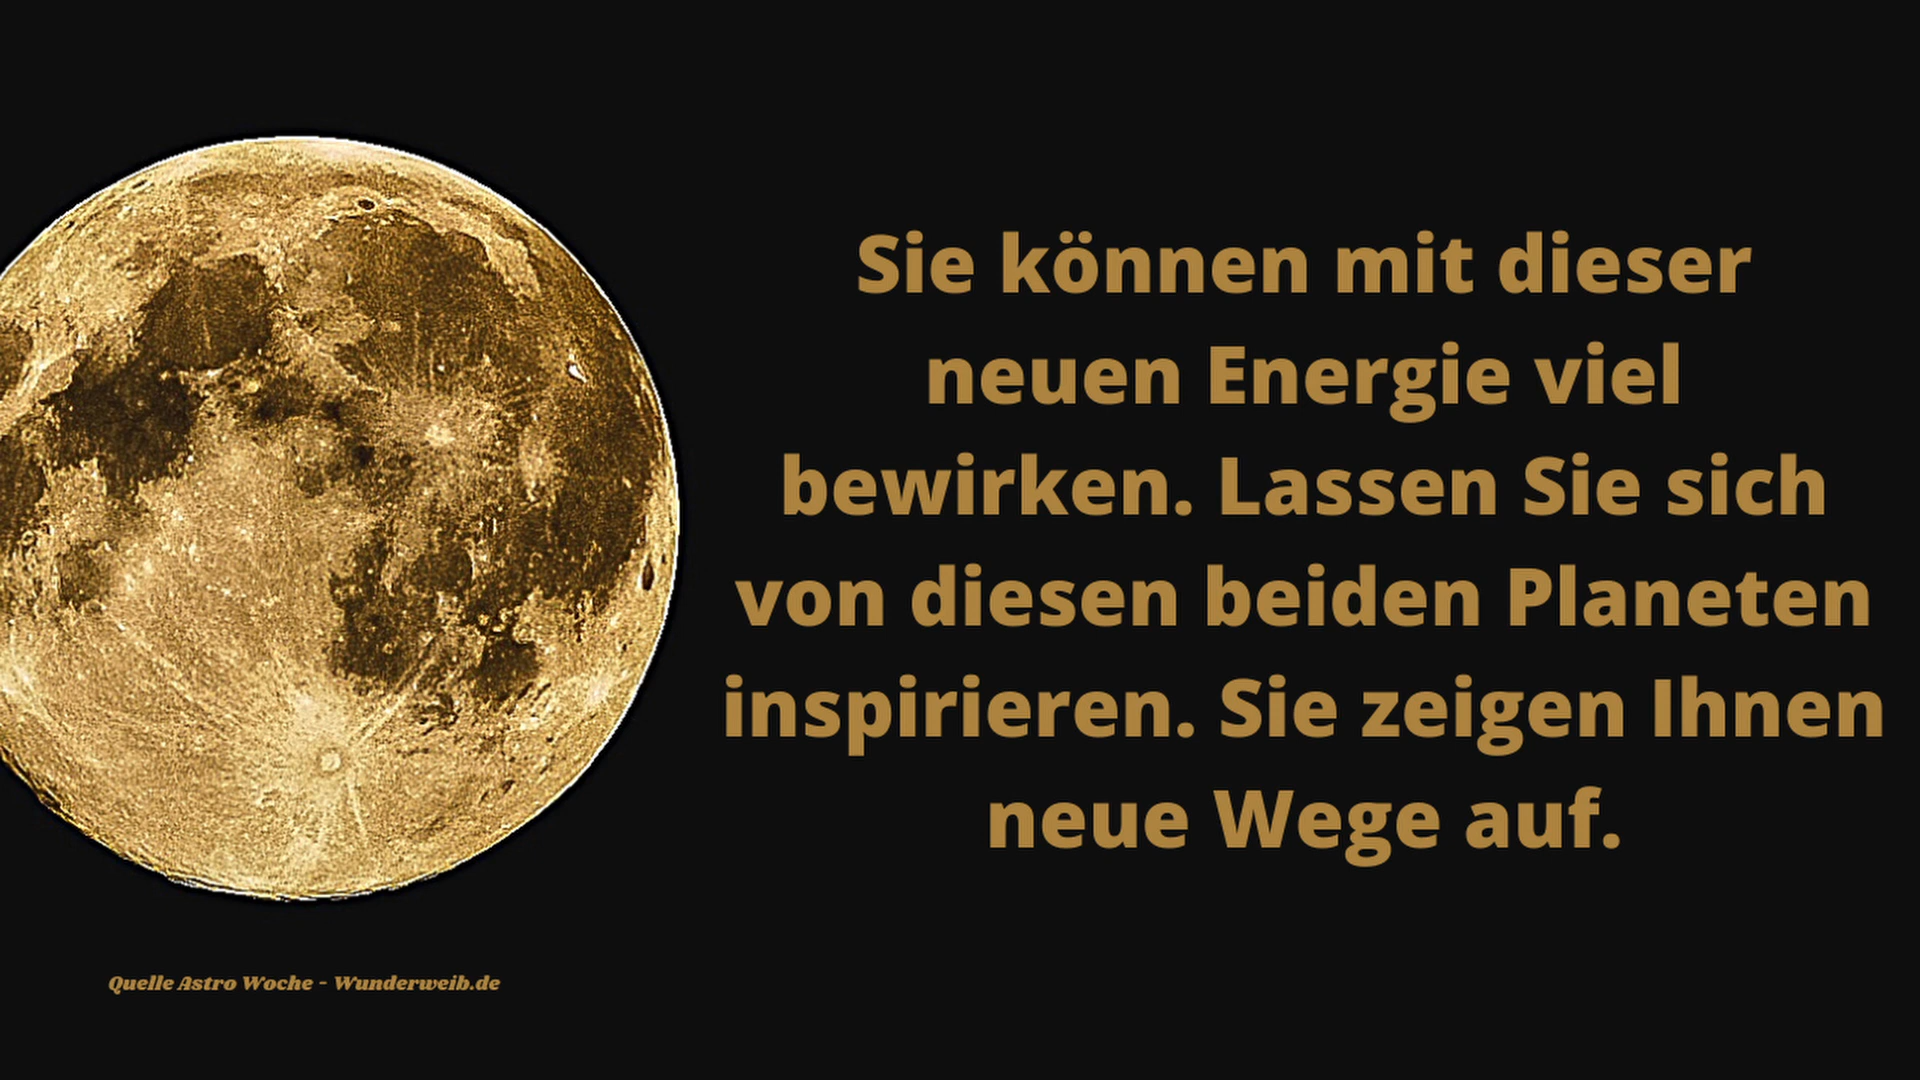 Sie können mit dieser
neuen Energie viel
bewirken. Lassen Sie sich
von diesen beiden Planeten
inspirieren. Sie zeigen Ihnen
neue Wege auf.
Quelle Astro Woche - Wunderweib.de